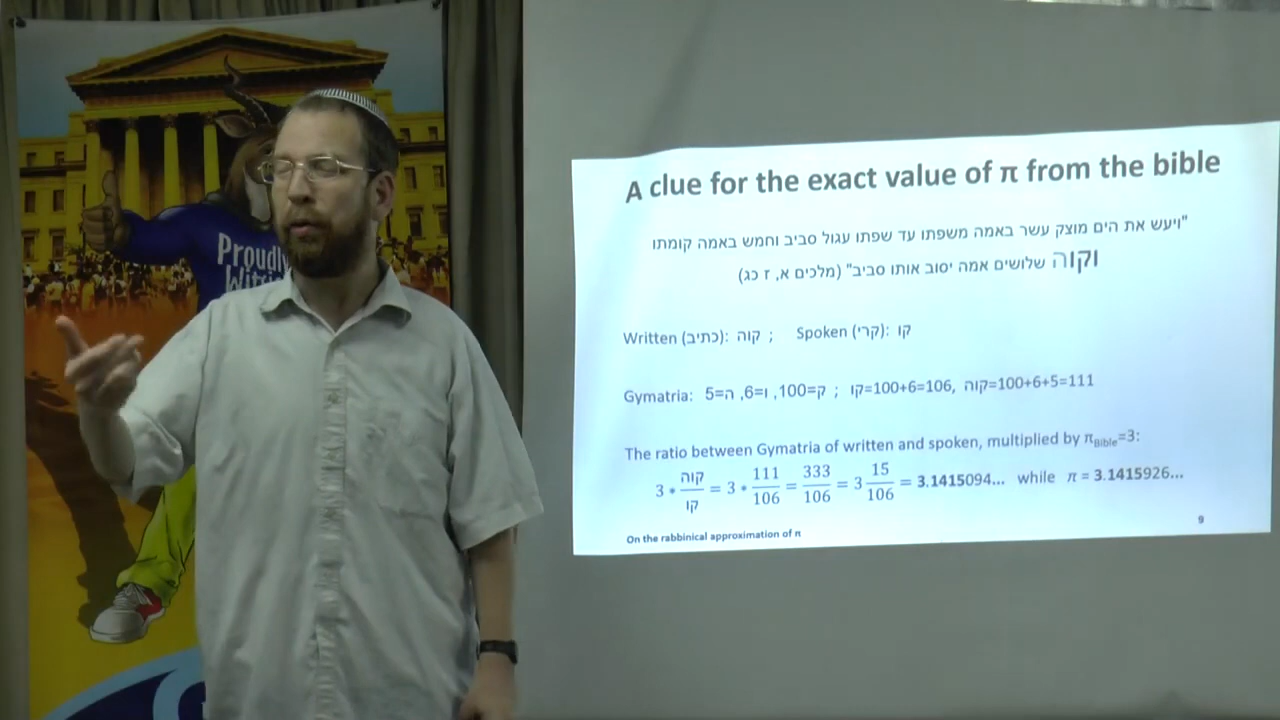 Proudly
A clue for the exact value of π from the bible
"ויעש את הים מוצק עשר באמה משפתו עד שפתו עגול סביב וחמש באמה קומתו
וקוה שלושים אמה יסוב אותו סביב" (מלכים א, ז כג)
Written (כתיב): קוה ; Spoken (קרי): קו
Gymatria: ק=100, ו=6, ה=5 ; קו=100+6=106, קוה=100+6+5=111
The ratio between Gymatria of written and spoken, multiplied by π_Bible=3:
3 * קוה/קו = 3 * 111/106 = 333/106 = 3 15/106 = 3.1415094... while π = 3.1415926...
On the rabbinical approximation of π
9